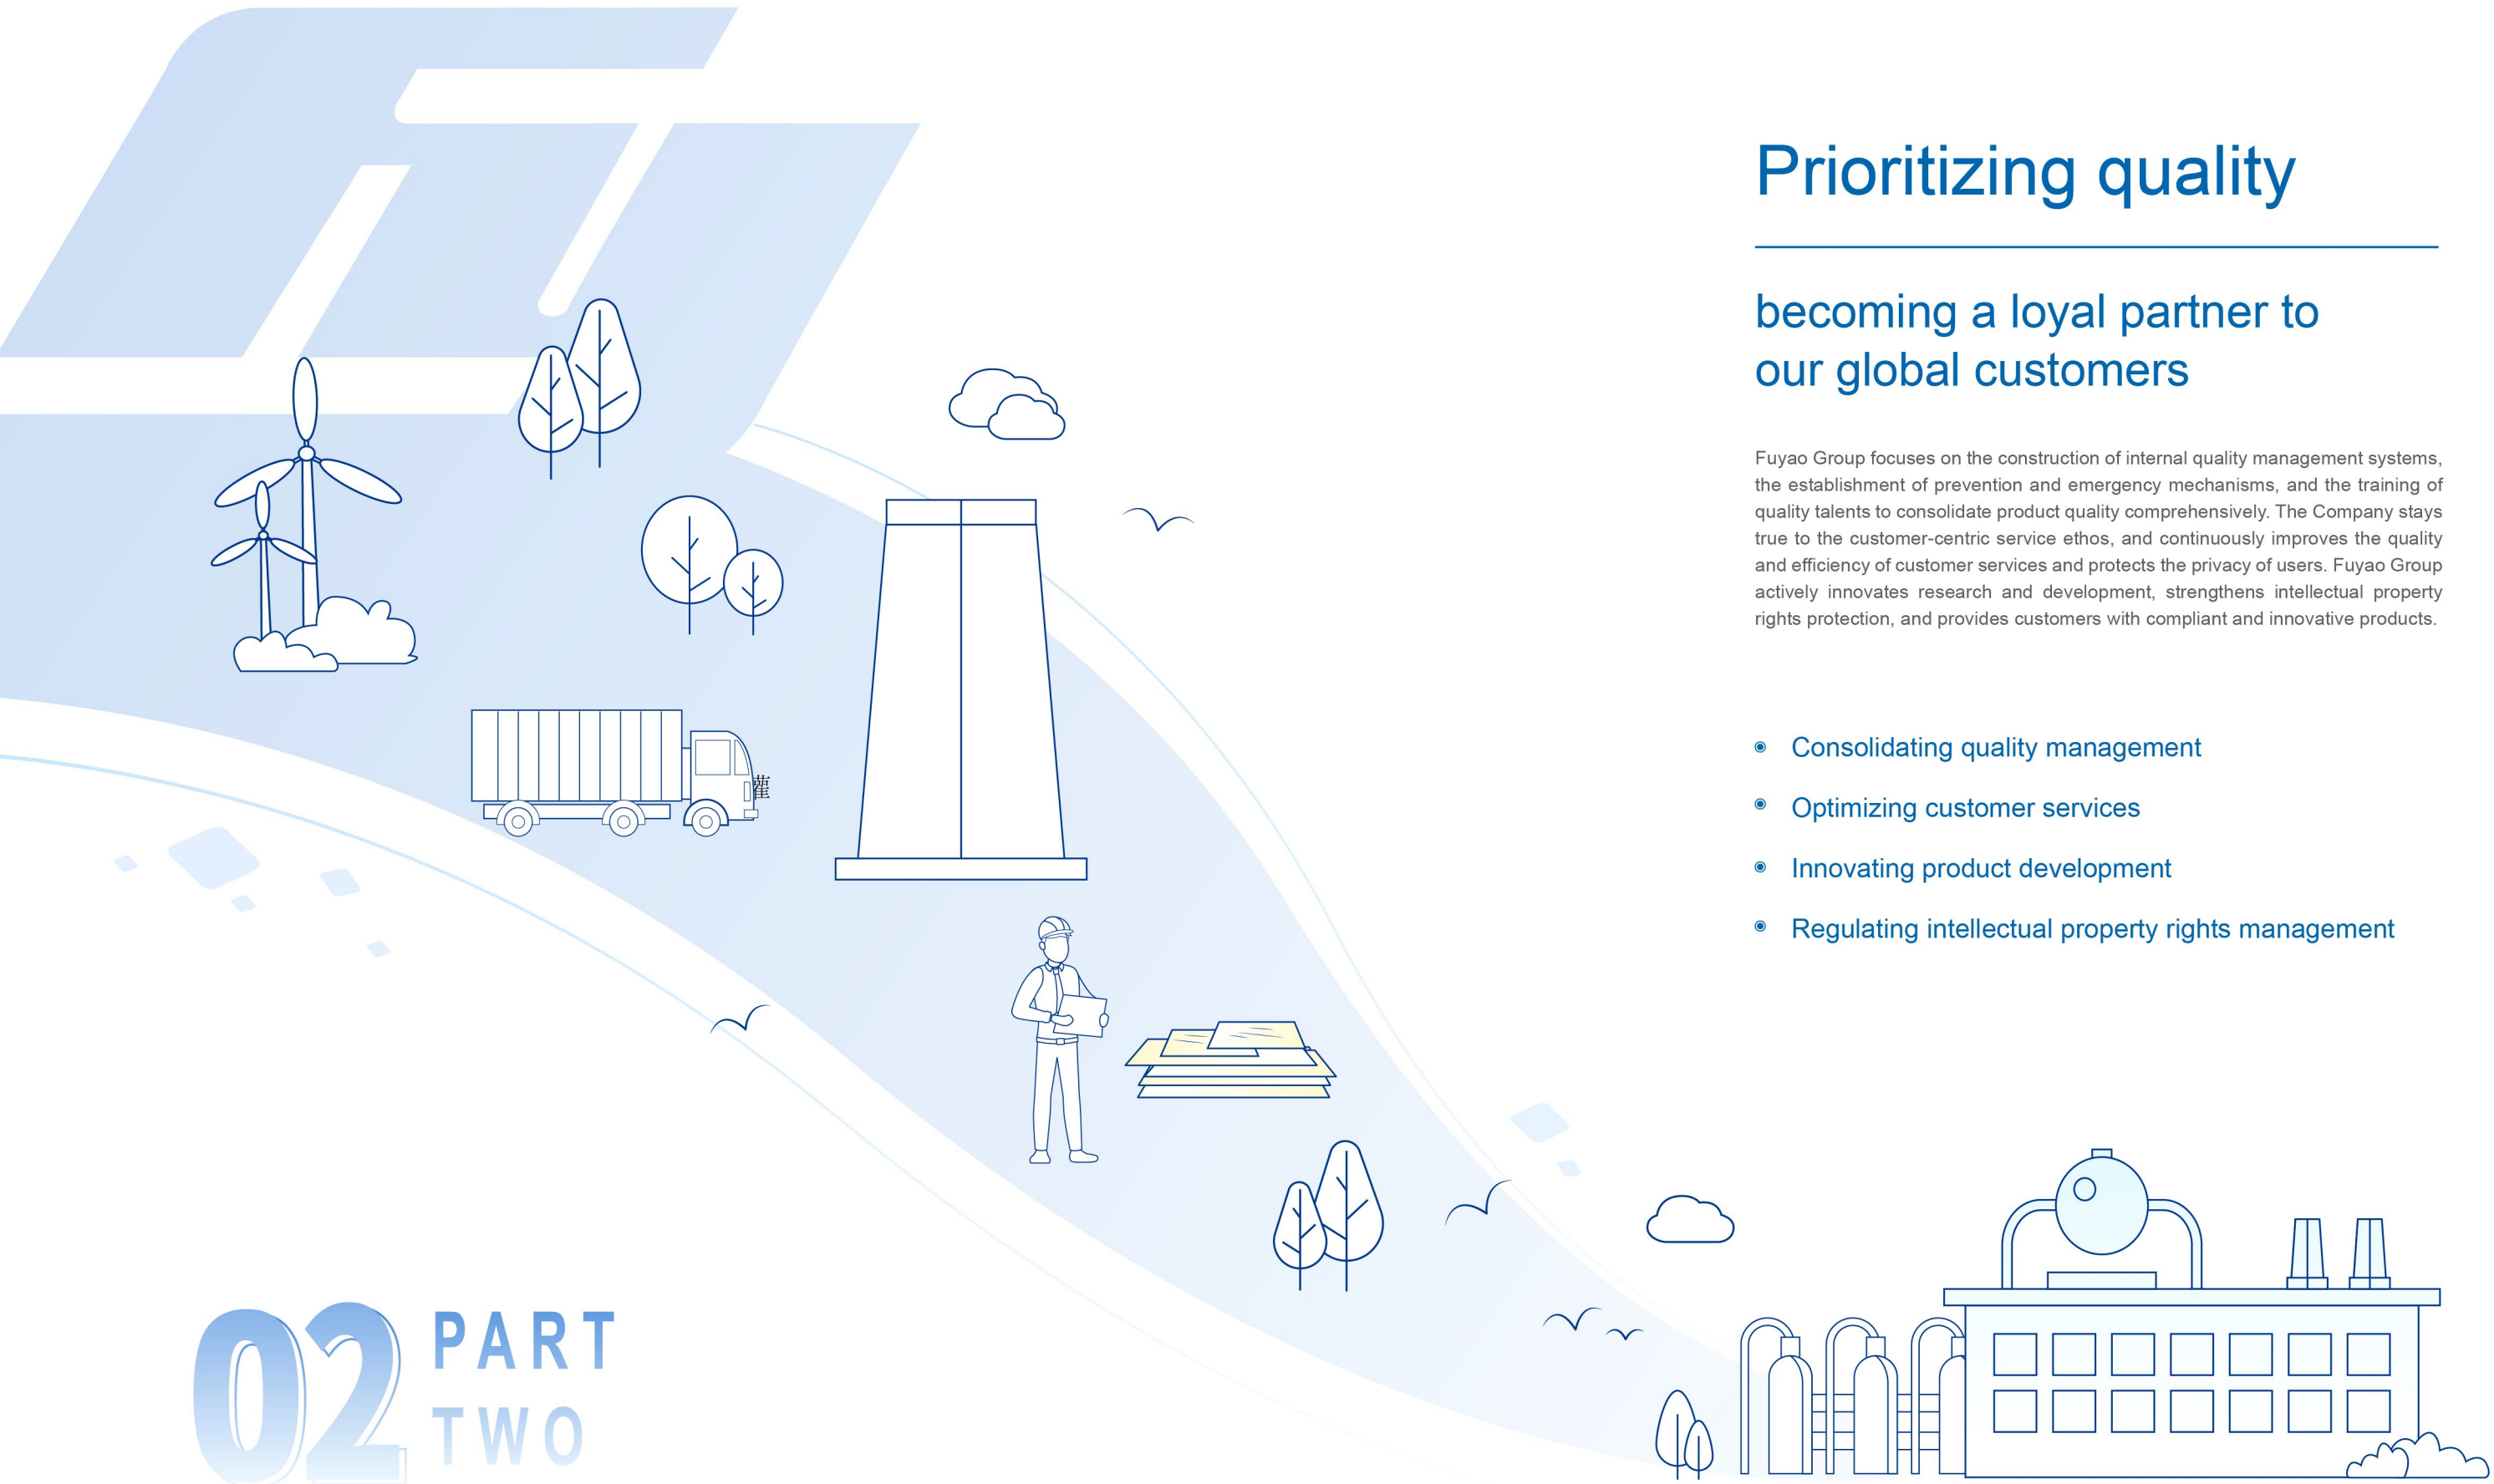 Prioritizing quality
becoming a loyal partner to
our global customers
Fuyao Group focuses on the construction of internal quality management systems,
the establishment of prevention and emergency mechanisms, and the training of
quality talents to consolidate product quality comprehensively. The Company stays
true to the customer-centric service ethos, and continuously improves the quality
and efficiency of customer services and protects the privacy of users. Fuyao Group
actively innovates research and development, strengthens intellectual property
rights protection, and provides customers with compliant and innovative products.
Consolidating quality management
Optimizing customer services
Innovating product development
Regulating intellectual property rights management
02
PART
TWO